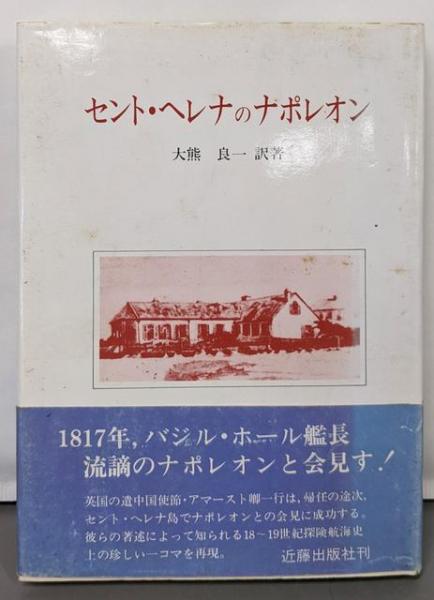 セント・ヘレナのナポレオン
大熊 良一 訳著
1817年，バジル・ホール艦長
流謫のナポレオンと会見す！
英国の遣中国使節・アマースト卿一行は，帰任の途次，
セント・ヘレナ島でナポレオンとの会見に成功する。
彼らの著述によって知られる18〜19世紀探険航海史
上の珍しい一コマを再現。
近藤出版社刊